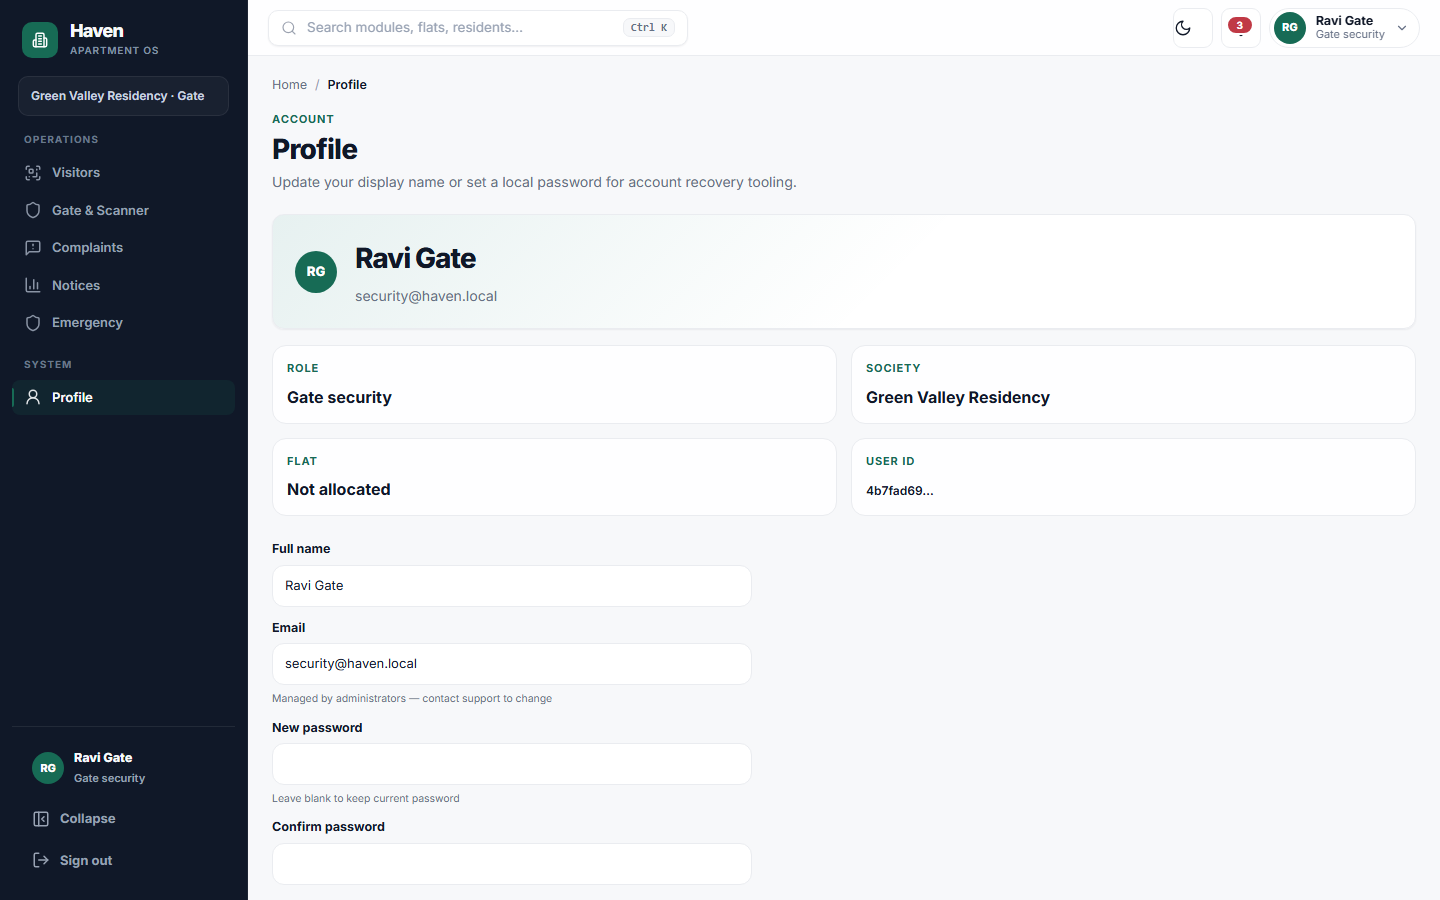 Haven
APARTMENT OS
Green Valley Residency · Gate
OPERATIONS
Visitors
Gate & Scanner
Complaints
Notices
Emergency
SYSTEM
Profile
Ravi Gate
RG
Gate security
Collapse
Sign out
Search modules, flats, residents...
Ctrl K
3
RG
Ravi Gate
Gate security
Home / Profile
ACCOUNT
Profile
Update your display name or set a local password for account recovery tooling.
RG
Ravi Gate
security@haven.local
ROLE
Gate security
SOCIETY
Green Valley Residency
FLAT
Not allocated
USER ID
4b7fad69...
Full name
Ravi Gate
Email
security@haven.local
Managed by administrators — contact support to change
New password
Leave blank to keep current password
Confirm password